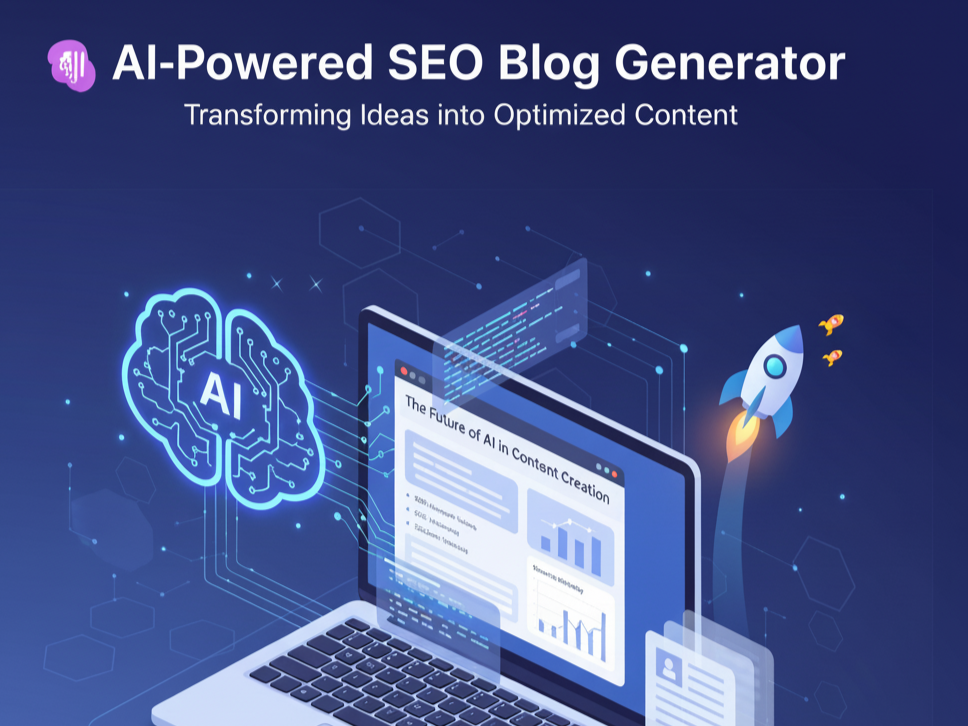 AI-Powered SEO Blog Generator
Transforming Ideas into Optimized Content
AI
The Future of AI in Content Creation